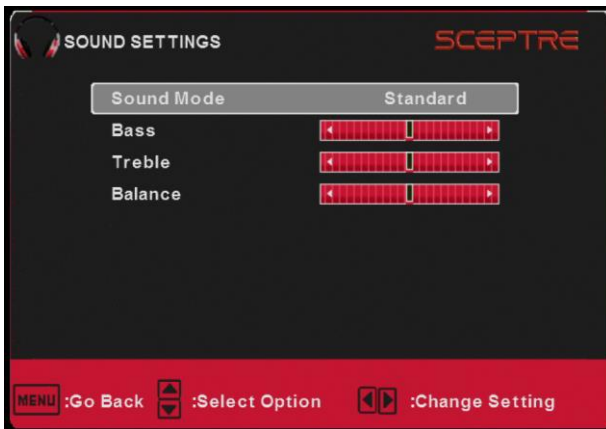 SOUND SETTINGS
SCEPTRE
Sound Mode Standard
Bass
Treble
Balance
MENU :Go Back :Select Option :Change Setting